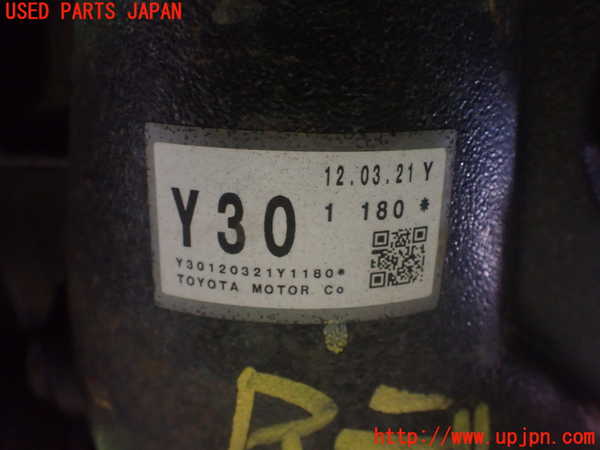 USED PARTS JAPAN
12.03.21 Y
Y30 1 180 *
Y30120321Y1180*
TOYOTA MOTOR Co
http://www.upjpn.com